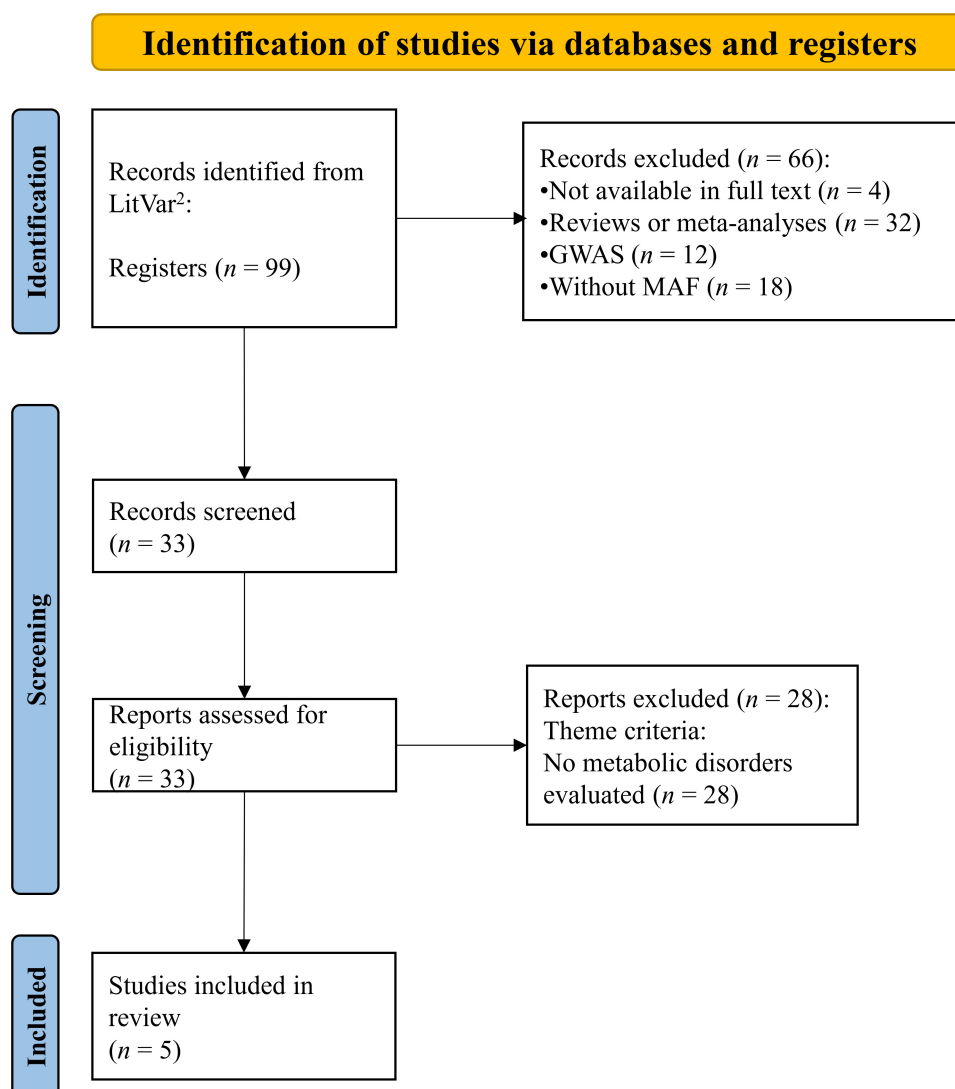 Identification of studies via databases and registers
Identification
Records identified from
LitVar²:
Registers (n = 99)
Records excluded (n = 66):
•Not available in full text (n = 4)
•Reviews or meta-analyses (n = 32)
•GWAS (n = 12)
•Without MAF (n = 18)
Screening
Records screened
(n = 33)
Reports assessed for
eligibility
(n = 33)
Reports excluded (n = 28):
Theme criteria:
No metabolic disorders
evaluated (n = 28)
Included
Studies included in
review
(n = 5)